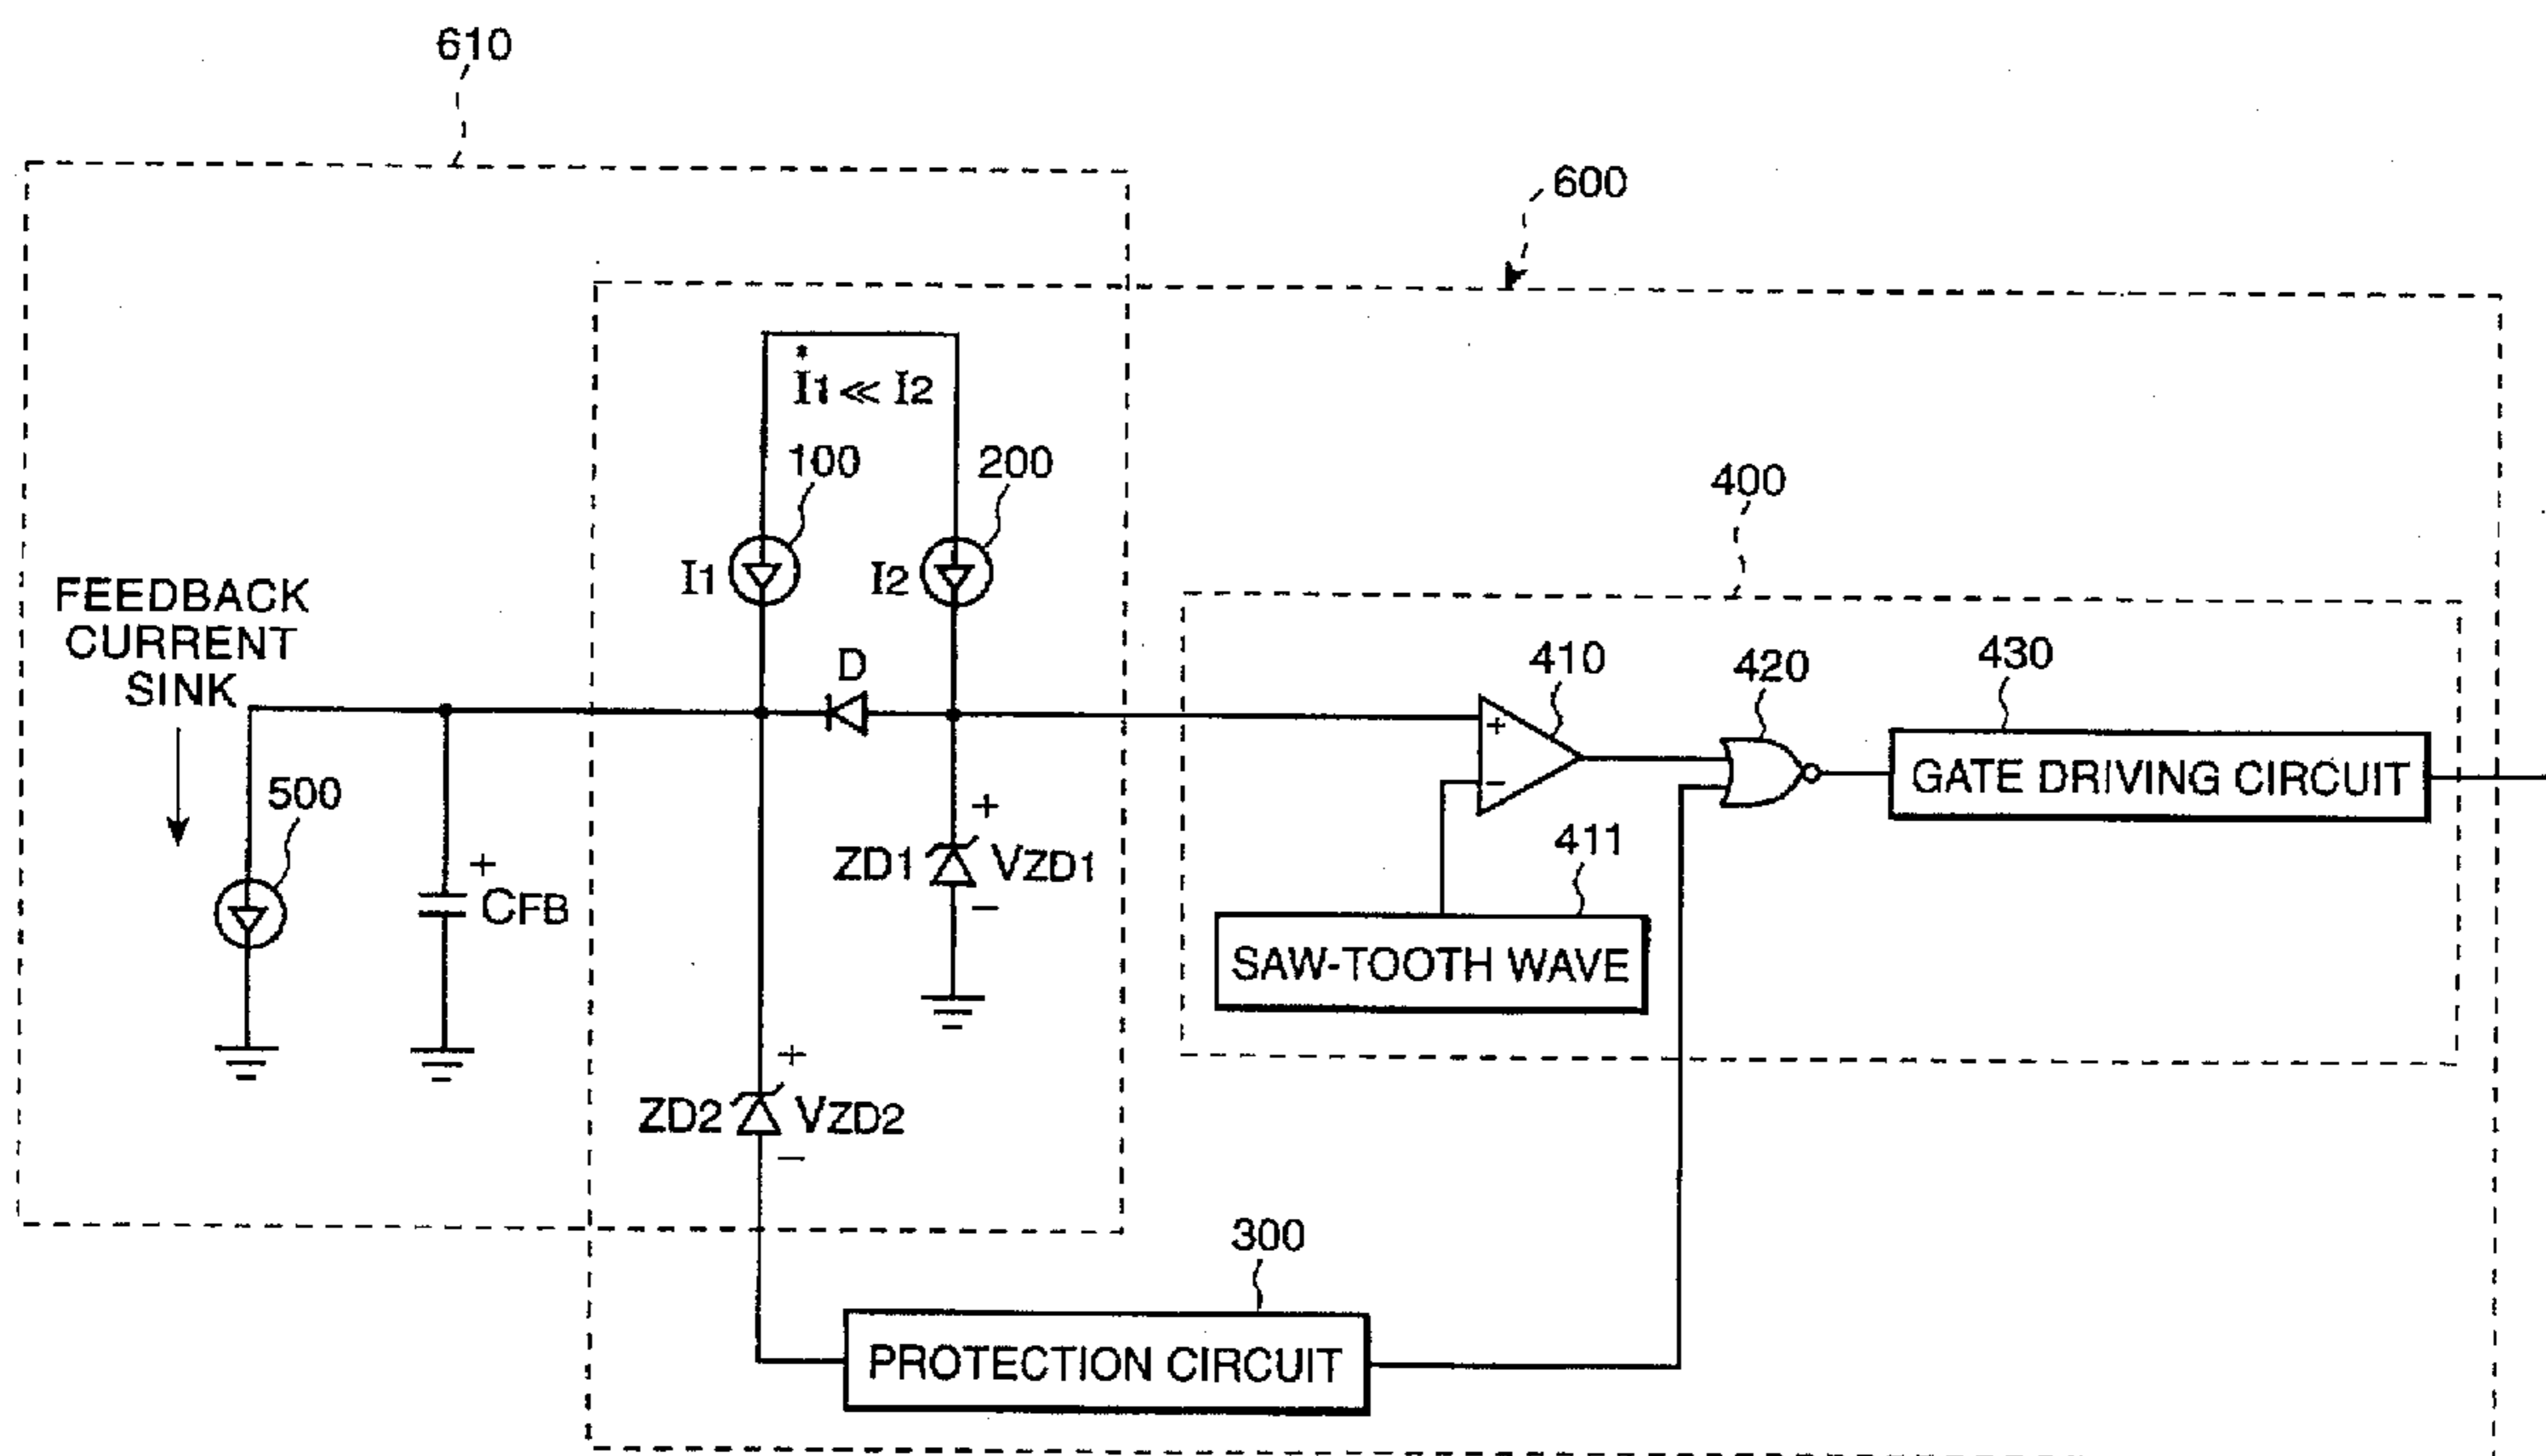 610
600
*
I1 ≪ I2
100
200
400
I1
I2
FEEDBACK
CURRENT
SINK
D
410
420
430
+
−
GATE DRIVING CIRCUIT
500
+
ZD1
VZD1
−
411
+
CFB
SAW-TOOTH WAVE
+
ZD2
VZD2
−
300
PROTECTION CIRCUIT